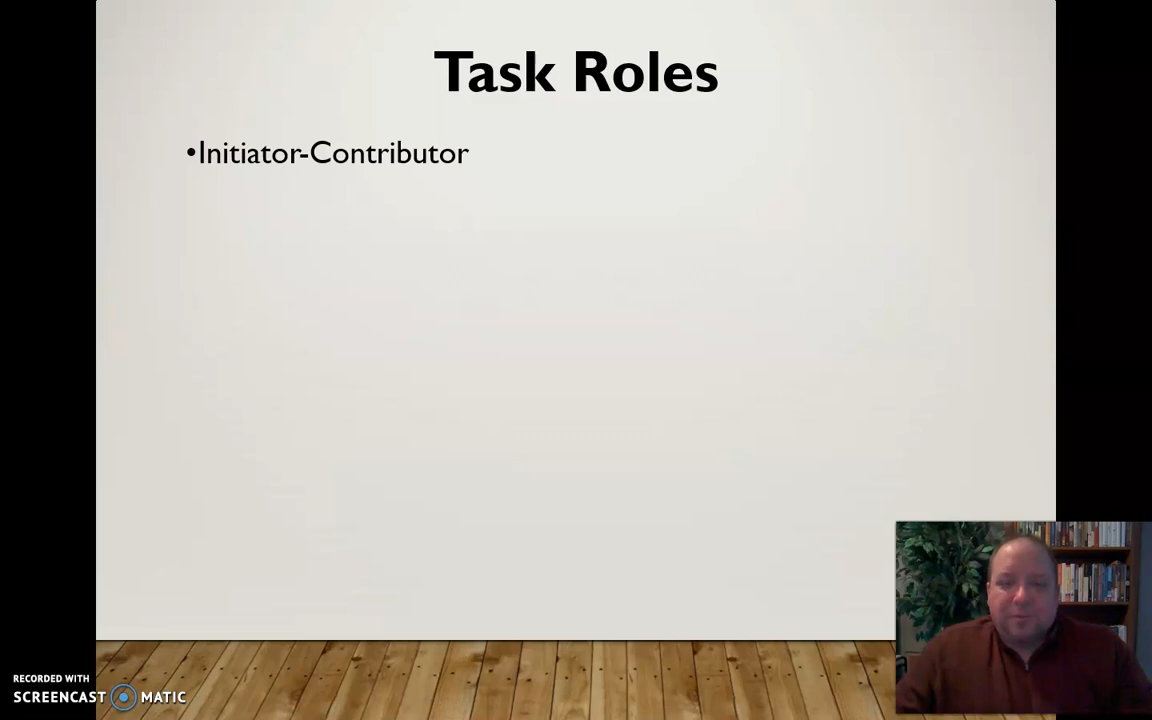 Task Roles
•Initiator-Contributor
RECORDED WITH
SCREENCAST MATIC